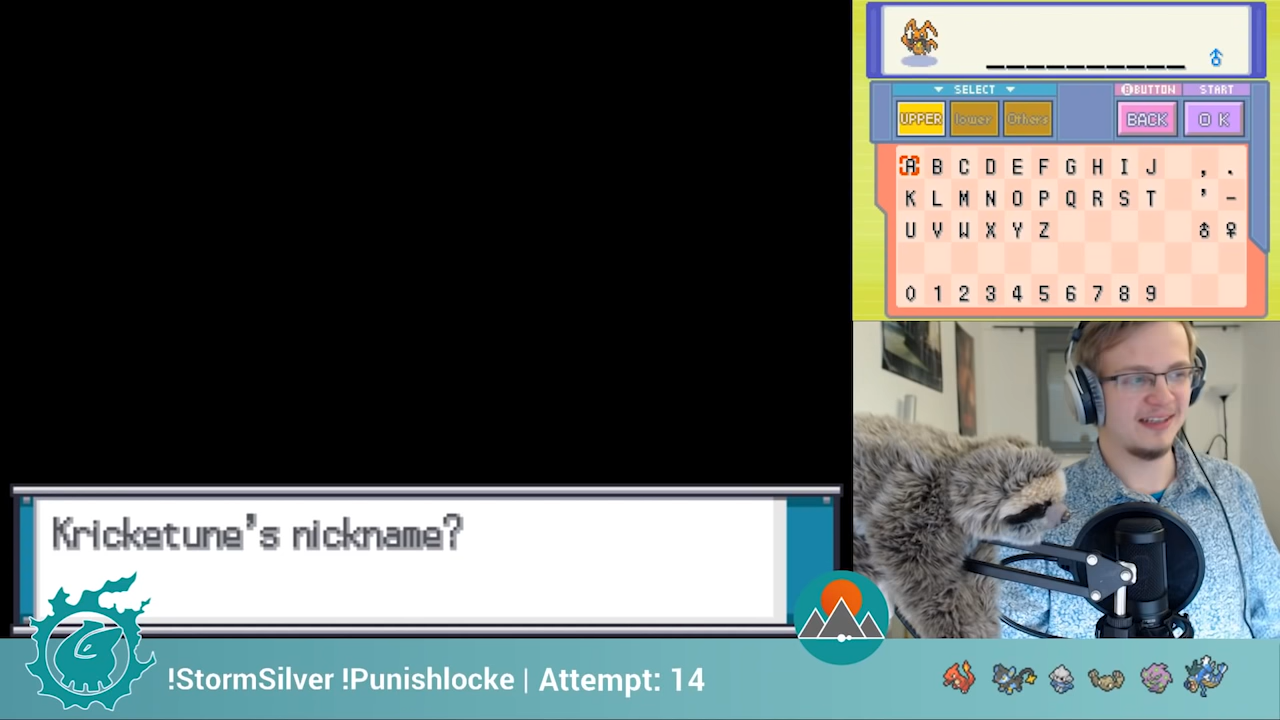 SELECT
BUTTON START
UPPER lower Others BACK OK
A B C D E F G H I J , .
K L M N O P Q R S T ’ -
U V W X Y Z ♂ ♀
0 1 2 3 4 5 6 7 8 9
Kricketune's nickname?
!StormSilver !Punishlocke | Attempt: 14